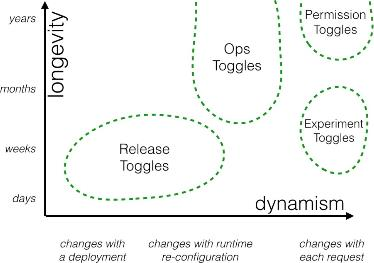 years
longevity
Permission
Toggles
Ops
Toggles
months
Experiment
Toggles
weeks
Release
Toggles
days
dynamism
changes with
a deployment
changes with runtime
re-configuration
changes with
each request